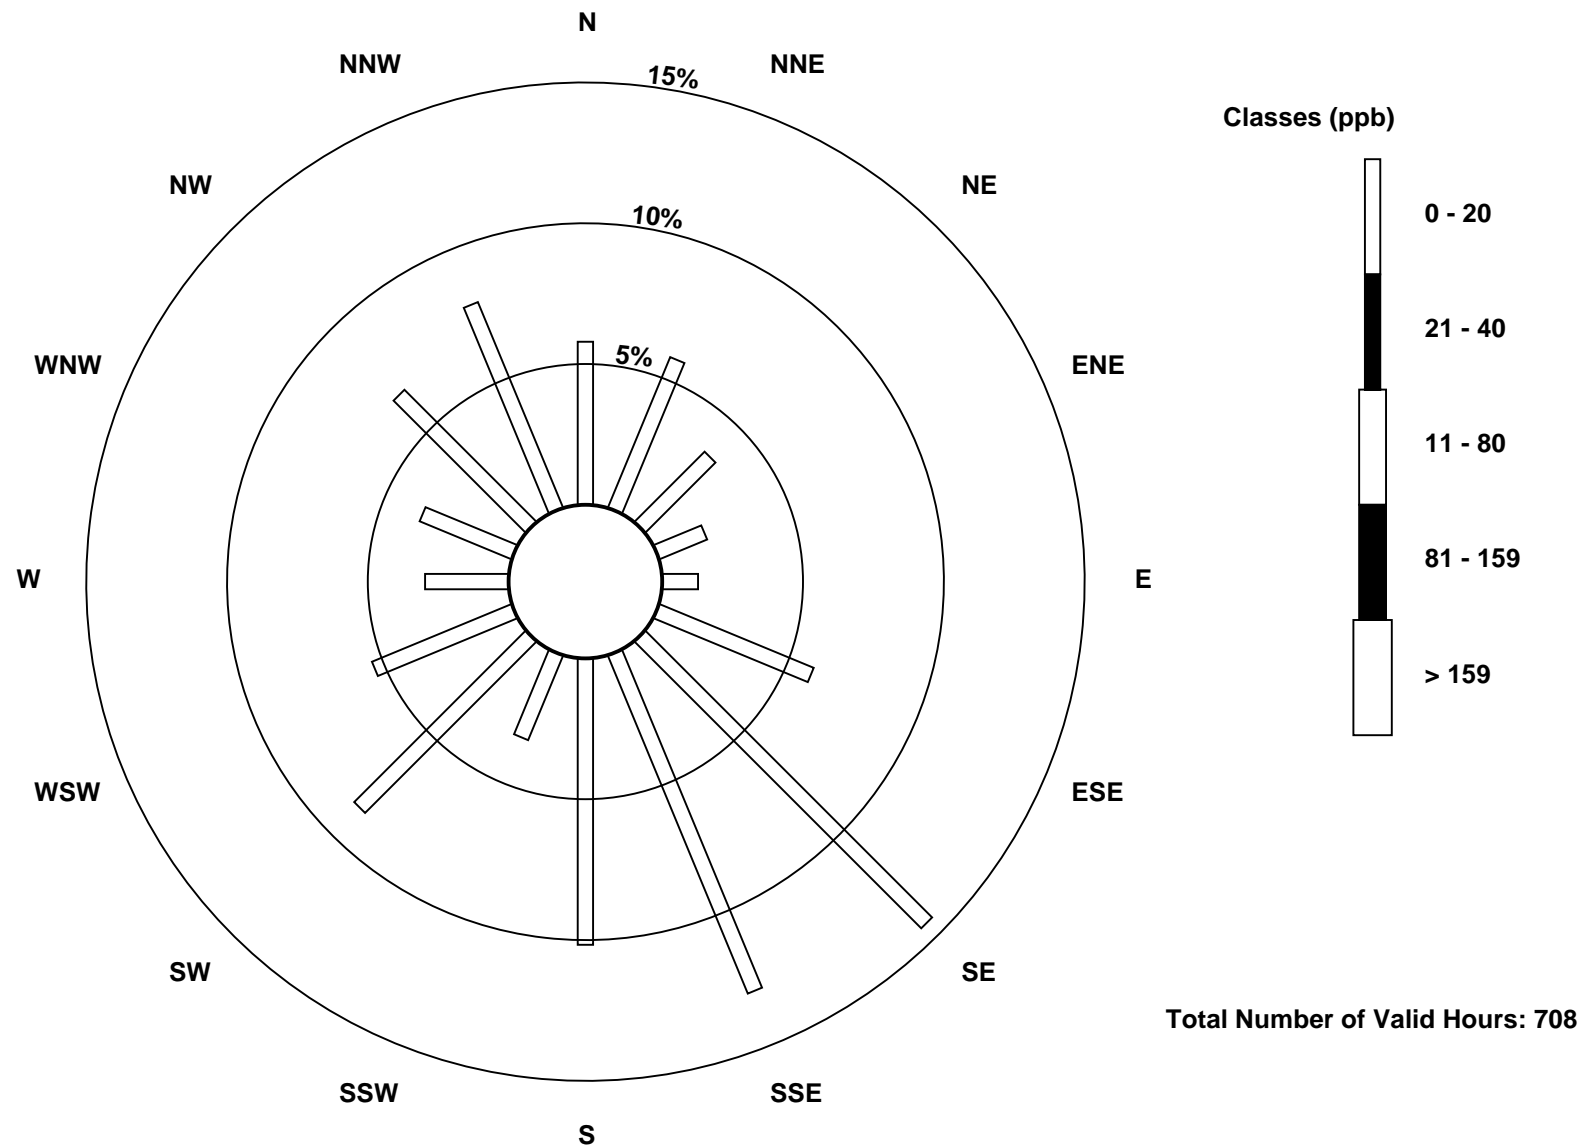 N
NNW
NNE
15%
Classes (ppb)
NW
NE
0 - 20
10%
21 - 40
5%
WNW
ENE
11 - 80
W
E
81 - 159
> 159
WSW
ESE
SW
SE
Total Number of Valid Hours: 708
SSW
SSE
S